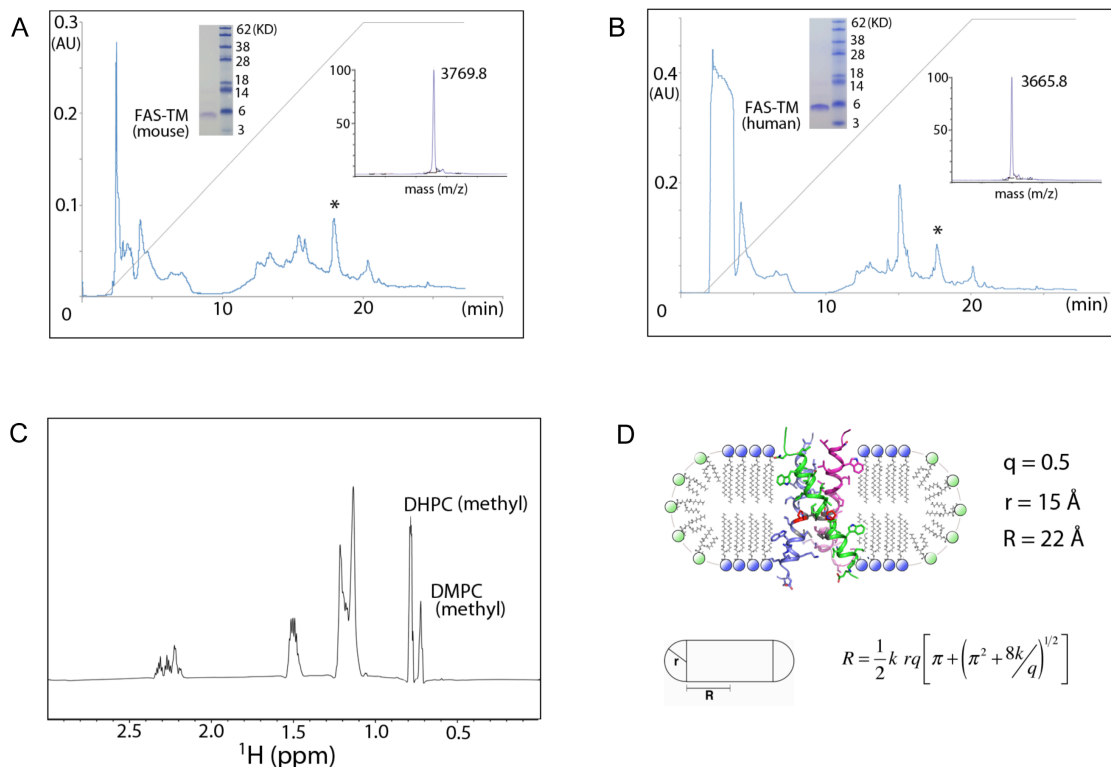 A
0.3
(AU)
0.2
0.1
0
10
20
(min)
FAS-TM
(mouse)
62 (KD)
38
28
18
14
6
3
100
50
3769.8
mass (m/z)
*
B
0.4
(AU)
0.2
0
10
20
(min)
FAS-TM
(human)
62 (KD)
38
28
18
14
6
3
100
50
3665.8
mass (m/z)
*
C
DHPC (methyl)
DMPC
(methyl)
2.5
2.0
1.5
1.0
0.5
¹H (ppm)
D
q = 0.5
r = 15 Å
R = 22 Å
r
R
R = 1/2 k rq [π + (π² + 8k/q)^1/2]